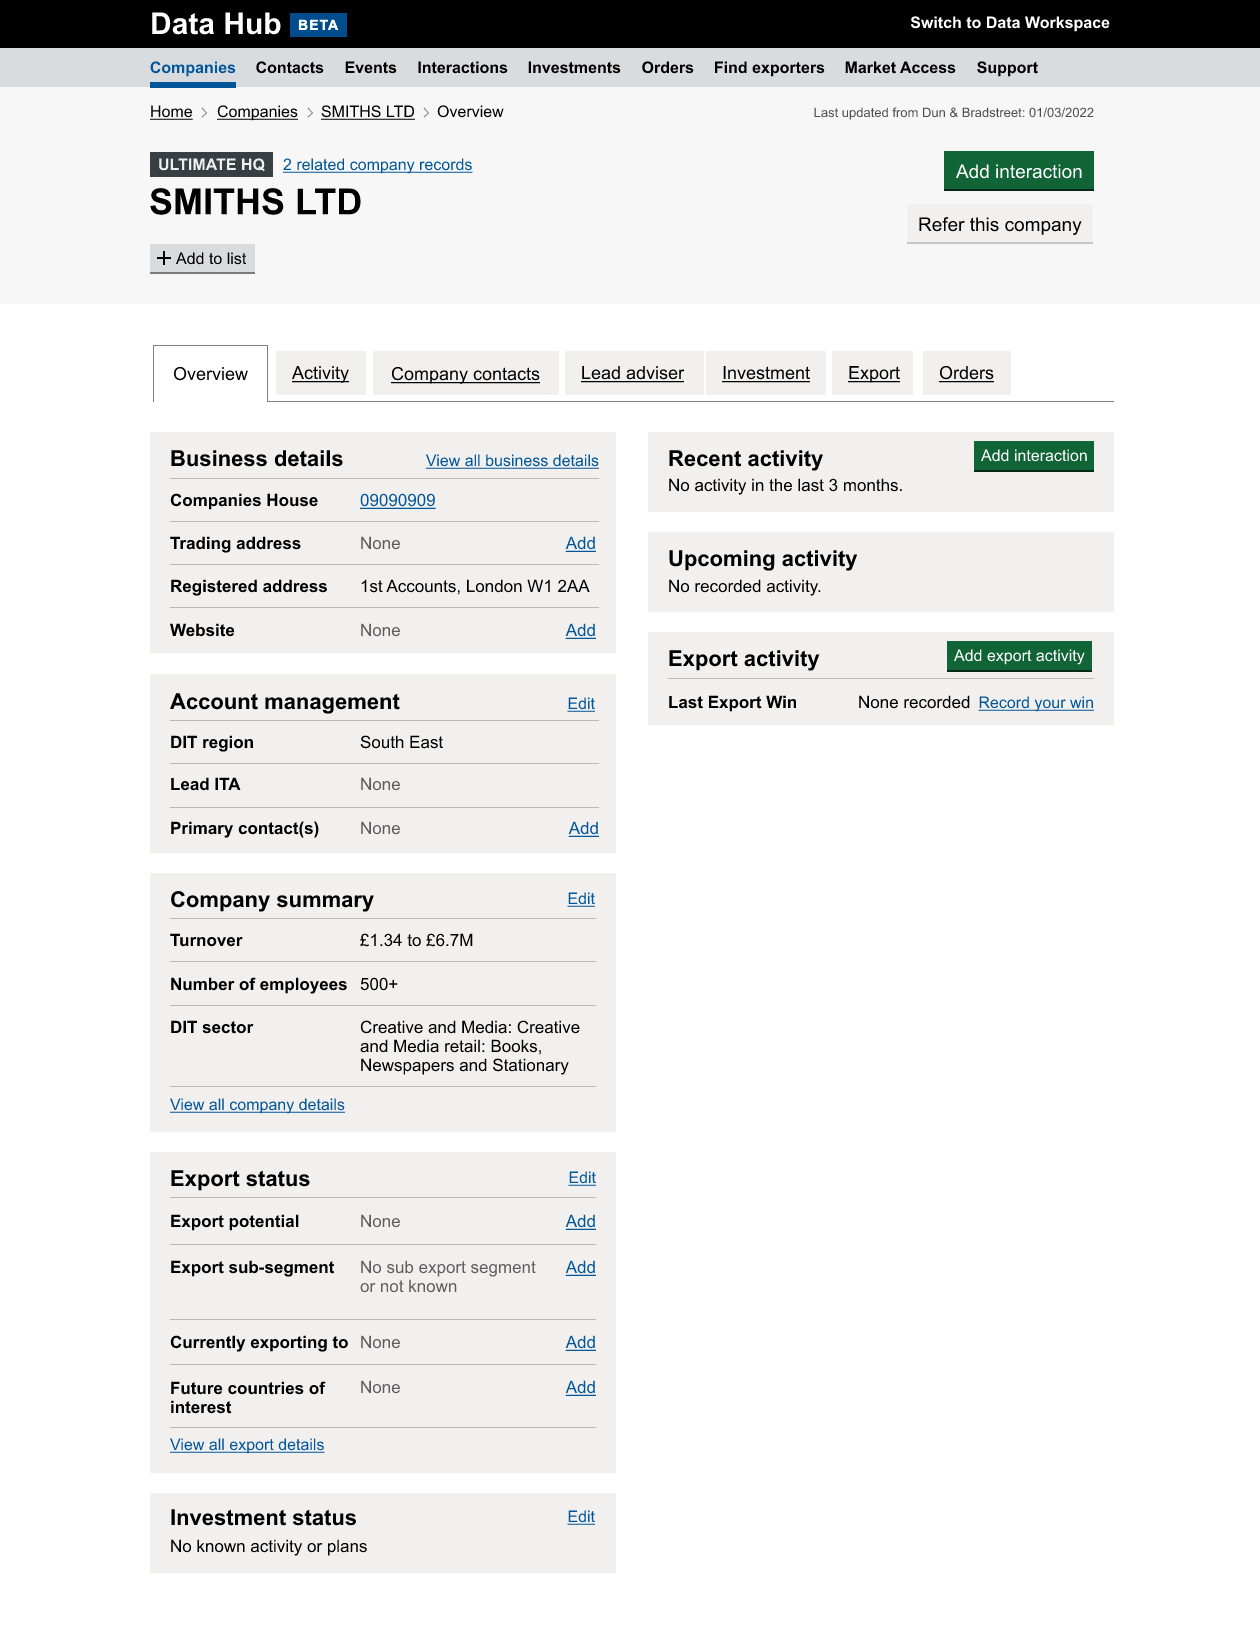 Data Hub BETA Switch to Data Workspace
Companies Contacts Events Interactions Investments Orders Find exporters Market Access Support
Home Companies SMITHS LTD Overview Last updated from Dun & Bradstreet: 01/03/2022
ULTIMATE HQ 2 related company records
Add interaction
SMITHS LTD
Refer this company
Add to list
Overview Activity Company contacts Lead adviser Investment Export Orders
Business details View all business details
Companies House 09090909
Trading address None Add
Registered address 1st Accounts, London W1 2AA
Website None Add
Account management Edit
DIT region South East
Lead ITA None
Primary contact(s) None Add
Company summary Edit
Turnover £1.34 to £6.7M
Number of employees 500+
DIT sector Creative and Media: Creative
and Media retail: Books,
Newspapers and Stationary
View all company details
Export status Edit
Export potential None Add
Export sub-segment No sub export segment Add
or not known
Currently exporting to None Add
Future countries of None Add
interest
View all export details
Investment status Edit
No known activity or plans
Recent activity Add interaction
No activity in the last 3 months.
Upcoming activity
No recorded activity.
Export activity Add export activity
Last Export Win None recorded Record your win